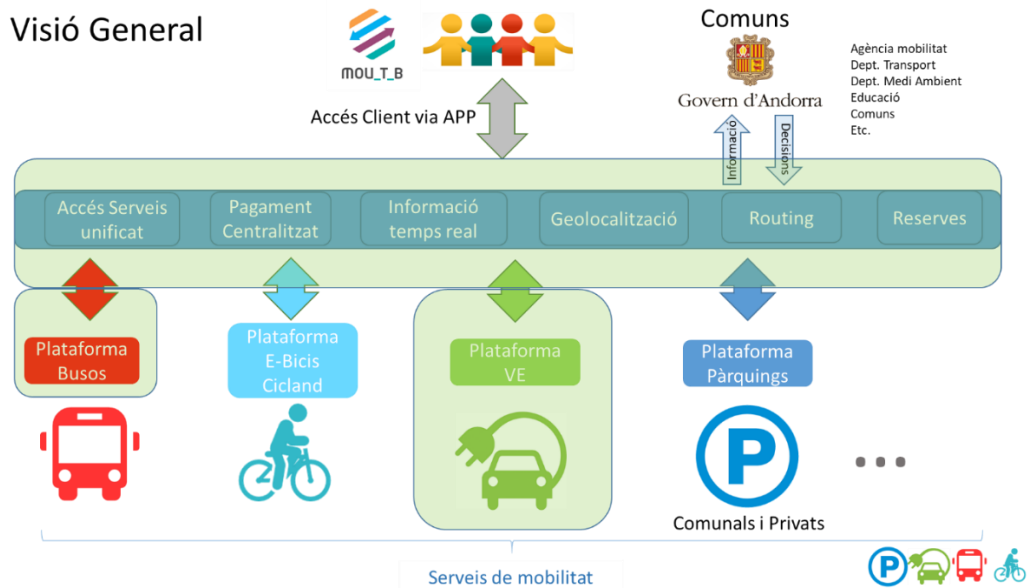 Visió General
MOU_T_B
Comuns
Govern d'Andorra
Agència mobilitat
Dept. Transport
Dept. Medi Ambient
Educació
Comuns
Etc.
Accés Client via APP
Informació
Decisions
Accés Serveis
unificat
Pagament
Centralitzat
Informació
temps real
Geolocalització
Routing
Reserves
Plataforma
Busos
Plataforma
E-Bicis
Cicland
Plataforma
VE
Plataforma
Pàrquings
P
...
Comunals i Privats
Serveis de mobilitat
P